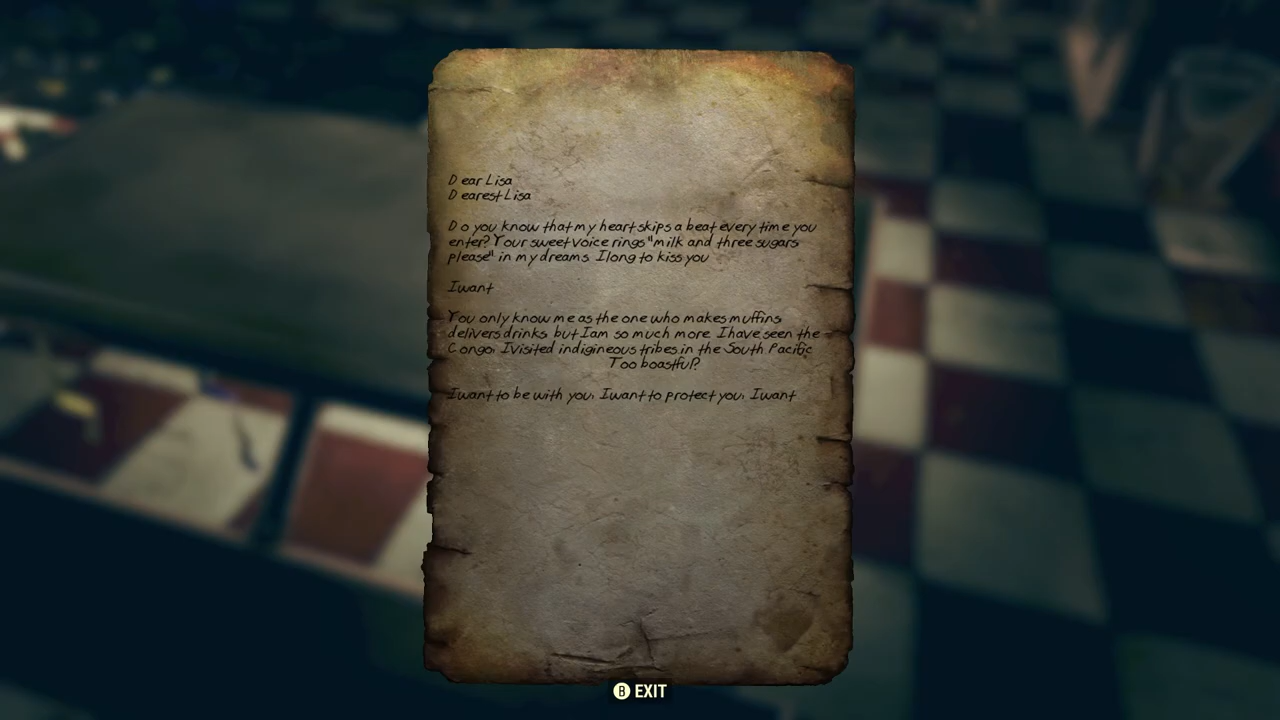 Dear Lisa
Dearest Lisa
Do you know that my heart skips a beat every time you
enter? Your sweet voice rings "milk and three sugars
please" in my dreams. I long to kiss you
I want
You only know me as the one who makes muffins
delivers drinks but I am so much more. I have seen the
Congo. I visited indigineous tribes in the South Pacific
Too boastful?
I want to be with you. I want to protect you. I want
B EXIT